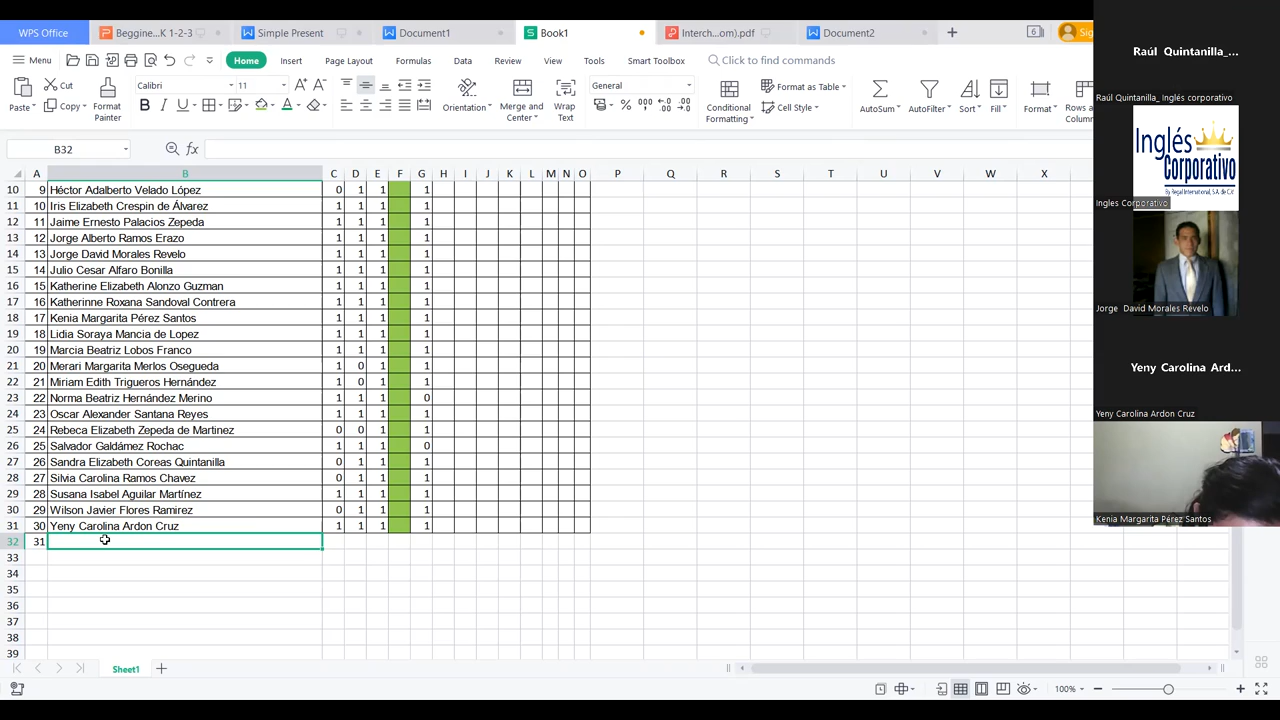 WPS Office
Beggine...K 1-2-3
Simple Present
Document1
Book1
Interch...om).pdf
Document2
Menu
Home
Insert
Page Layout
Formulas
Data
Review
View
Tools
Smart Toolbox
Click to find commands
Paste
Cut
Copy
Format Painter
Calibri
11
B I U
Orientation
Merge and Center
Wrap Text
General
Conditional Formatting
Format as Table
Cell Style
AutoSum
AutoFilter
Sort
Fill
Format
Rows a
Column
B32
fx
A B C D E F G H I J K L M N O P Q R S T U V W X
10 9 Héctor Adalberto Velado López 0 1 1 1
11 10 Iris Elizabeth Crespin de Álvarez 1 1 1 1
12 11 Jaime Ernesto Palacios Zepeda 1 1 1 1
13 12 Jorge Alberto Ramos Erazo 1 1 1 1
14 13 Jorge David Morales Revelo 1 1 1 1
15 14 Julio Cesar Alfaro Bonilla 1 1 1 1
16 15 Katherine Elizabeth Alonzo Guzman 1 1 1 1
17 16 Katherinne Roxana Sandoval Contrera 1 1 1 1
18 17 Kenia Margarita Pérez Santos 1 1 1 1
19 18 Lidia Soraya Mancia de Lopez 1 1 1 1
20 19 Marcia Beatriz Lobos Franco 1 1 1 1
21 20 Merari Margarita Merlos Osegueda 1 0 1 1
22 21 Miriam Edith Trigueros Hernández 1 0 1 1
23 22 Norma Beatriz Hernández Merino 1 1 1 0
24 23 Oscar Alexander Santana Reyes 1 1 1 1
25 24 Rebeca Elizabeth Zepeda de Martinez 0 0 1 1
26 25 Salvador Galdámez Rochac 1 1 1 0
27 26 Sandra Elizabeth Coreas Quintanilla 0 1 1 1
28 27 Silvia Carolina Ramos Chavez 0 1 1 1
29 28 Susana Isabel Aguilar Martínez 1 1 1 1
30 29 Wilson Javier Flores Ramirez 0 1 1 1
31 30 Yeny Carolina Ardon Cruz 1 1 1 1
32 31
33
34
35
36
37
38
39
Sheet1
100%
Raúl Quintanilla_...
Raúl Quintanilla_ Inglés corporativo
Inglés
Corporativo
By Regal International, S.A. de C.V.
Ingles Corporativo
Jorge David Morales Revelo
Yeny Carolina Ard...
Yeny Carolina Ardon Cruz
Kenia Margarita Pérez Santos